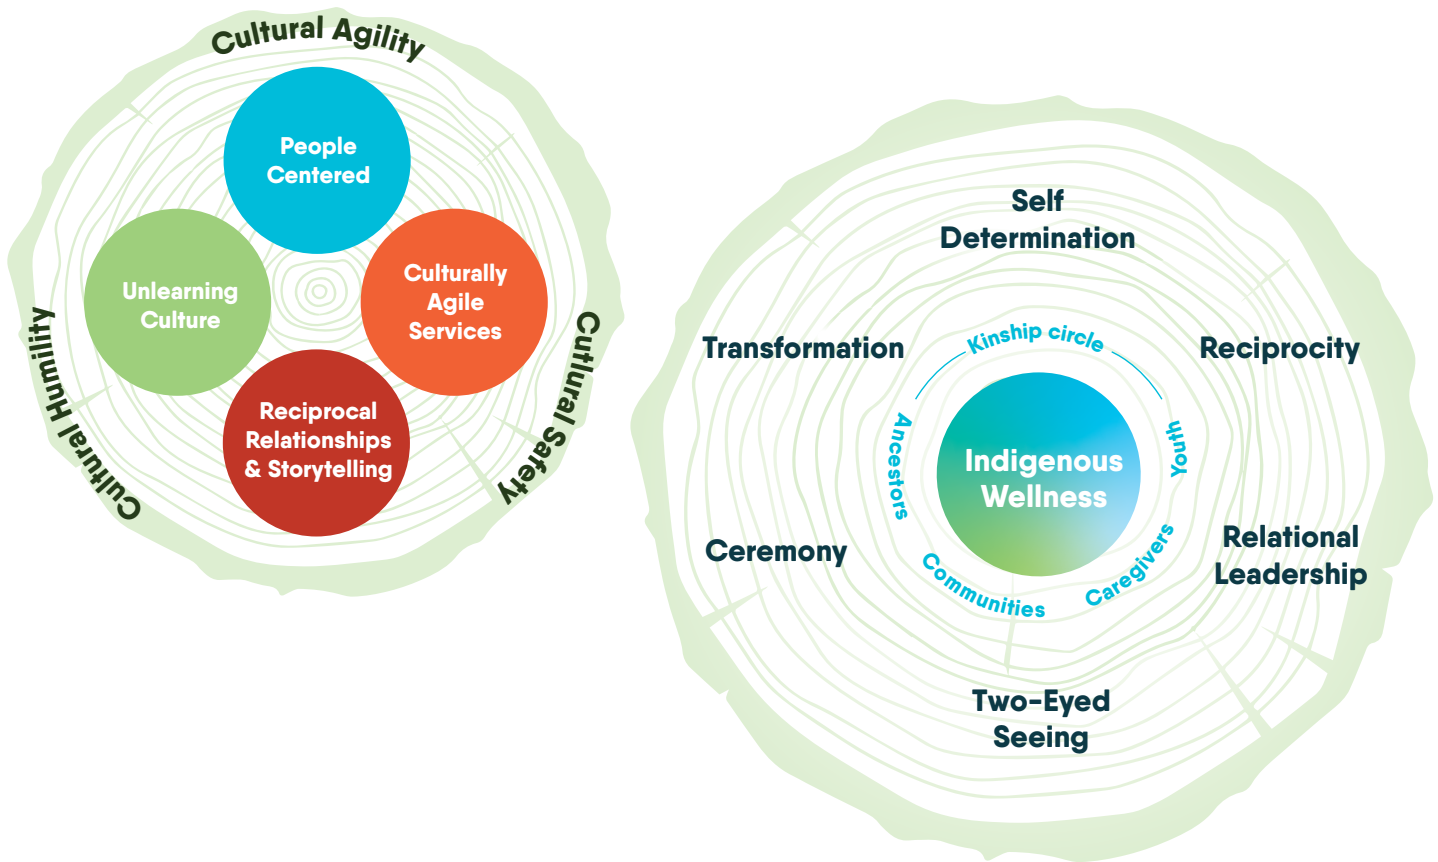 Cultural Agility
People
Centered
Unlearning
Culture
Culturally
Agile
Services
Reciprocal
Relationships
& Storytelling
Cultural Humility
Cutlural Safety
Self
Determination
Transformation
Reciprocity
Kinship circle
Ancestors
Youth
Indigenous
Wellness
Ceremony
Relational
Leadership
Communities
Caregivers
Two-Eyed
Seeing